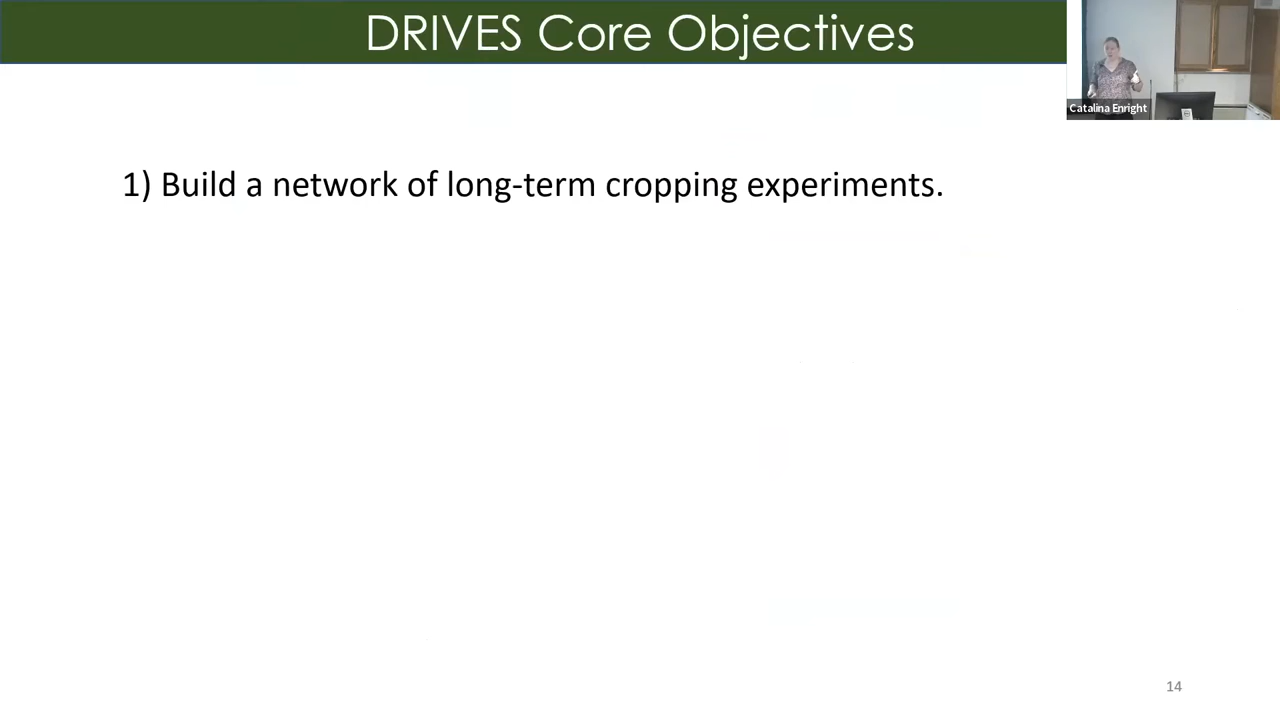 DRIVES Core Objectives
Catalina Enright
1) Build a network of long-term cropping experiments.
14